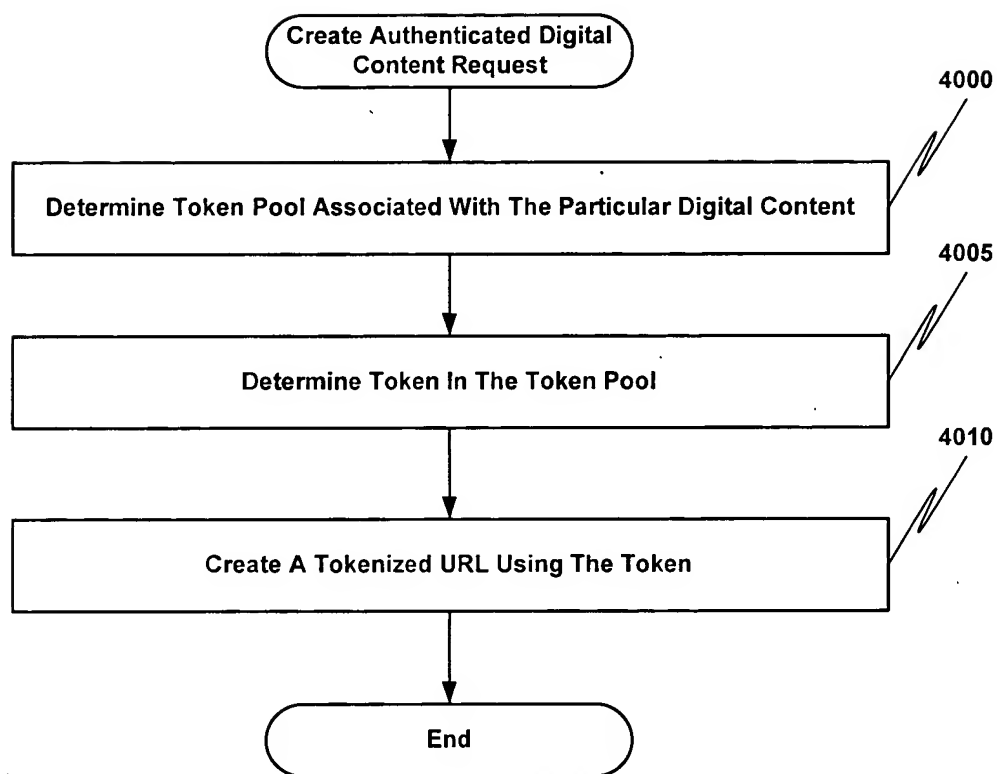 Create Authenticated Digital
Content Request
4000
Determine Token Pool Associated With The Particular Digital Content
4005
Determine Token In The Token Pool
4010
Create A Tokenized URL Using The Token
End